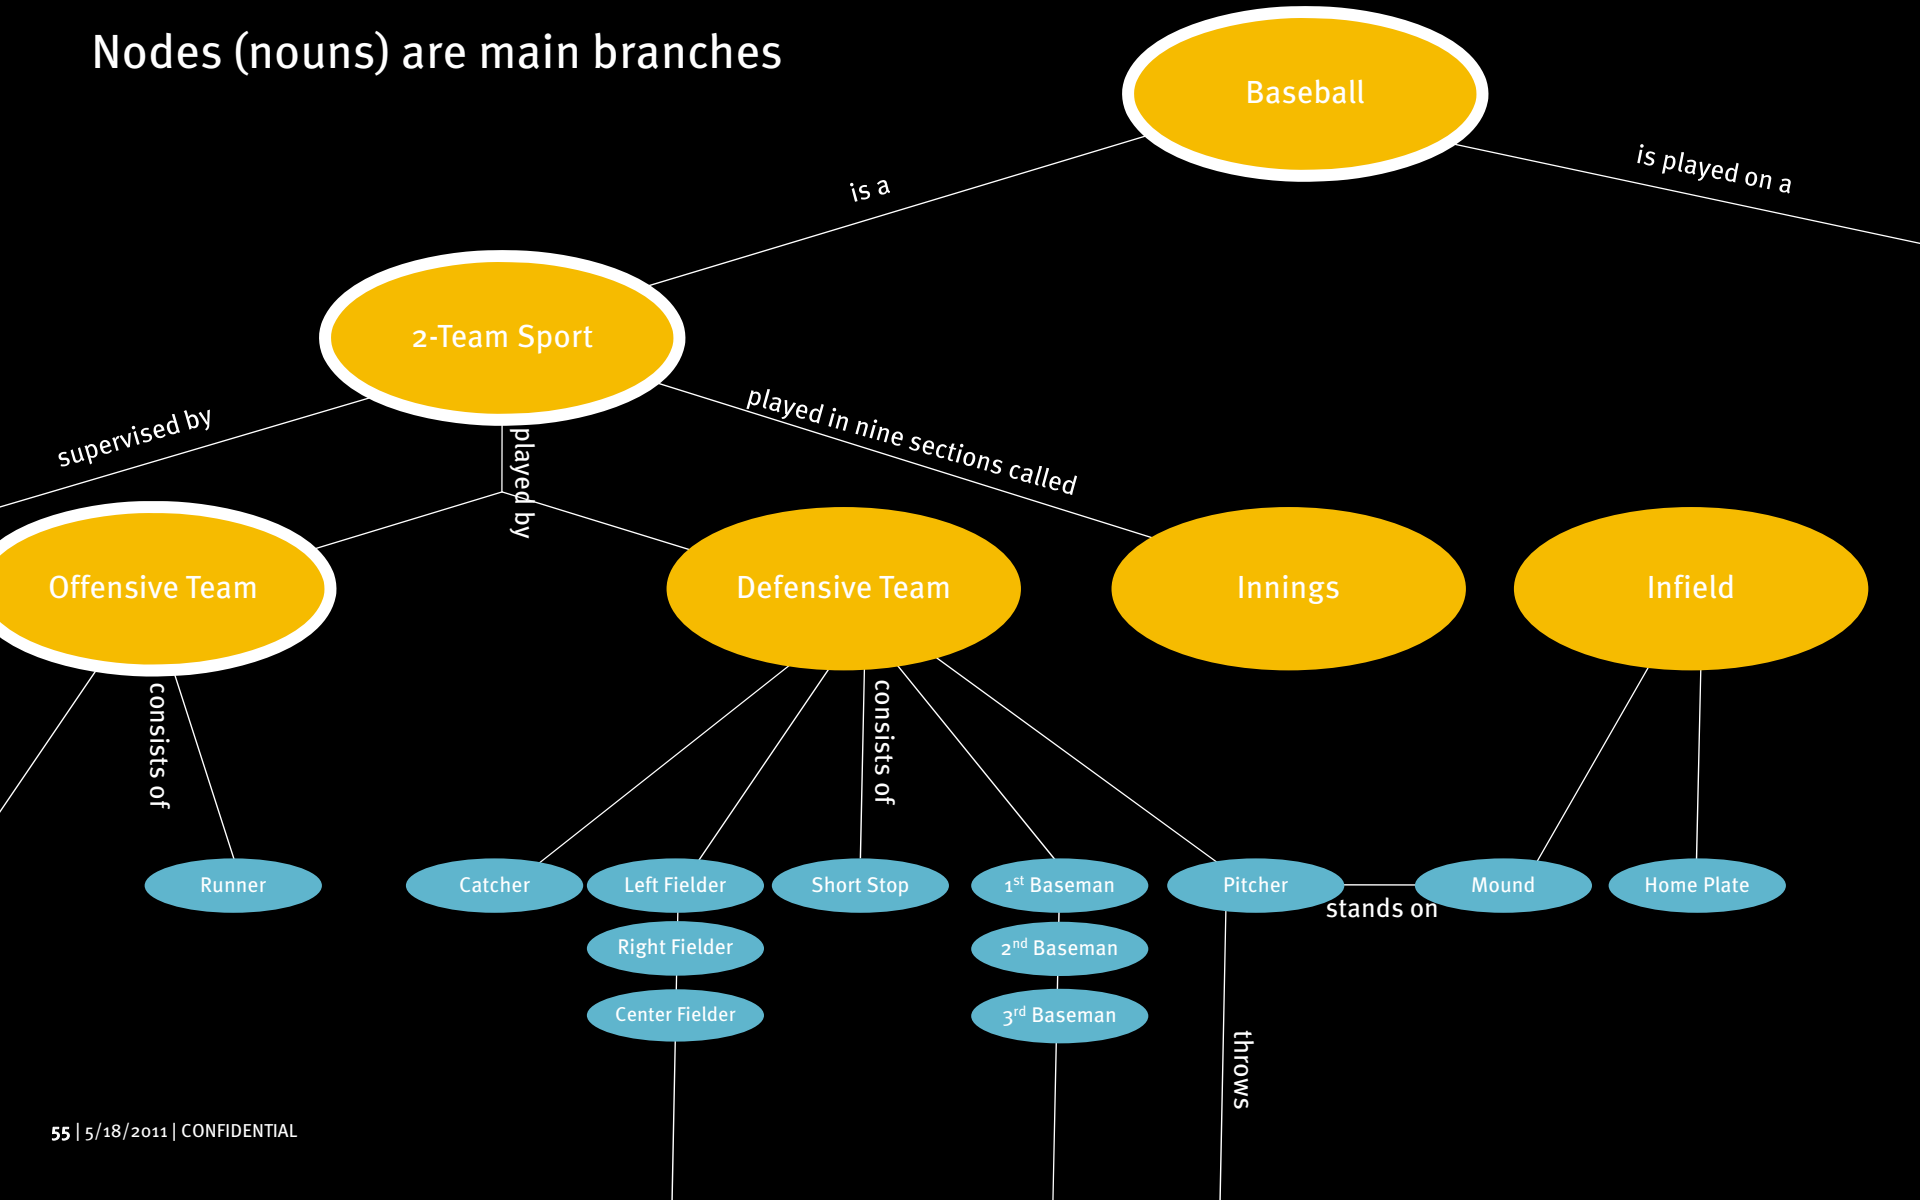 Nodes (nouns) are main branches
Baseball
is a
is played on a
2-Team Sport
supervised by
played by
played in nine sections called
Offensive Team
Defensive Team
Innings
Infield
consists of
consists of
Runner
Catcher
Left Fielder
Short Stop
1st Baseman
Pitcher
stands on
Mound
Home Plate
Right Fielder
2nd Baseman
Center Fielder
3rd Baseman
throws
55 | 5/18/2011 | CONFIDENTIAL